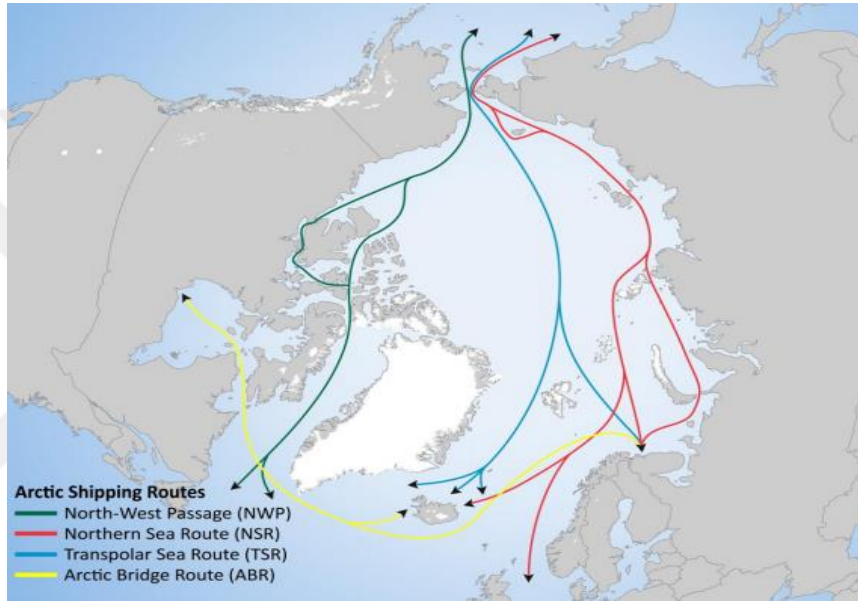 Arctic Shipping Routes
North-West Passage (NWP)
Northern Sea Route (NSR)
Transpolar Sea Route (TSR)
Arctic Bridge Route (ABR)